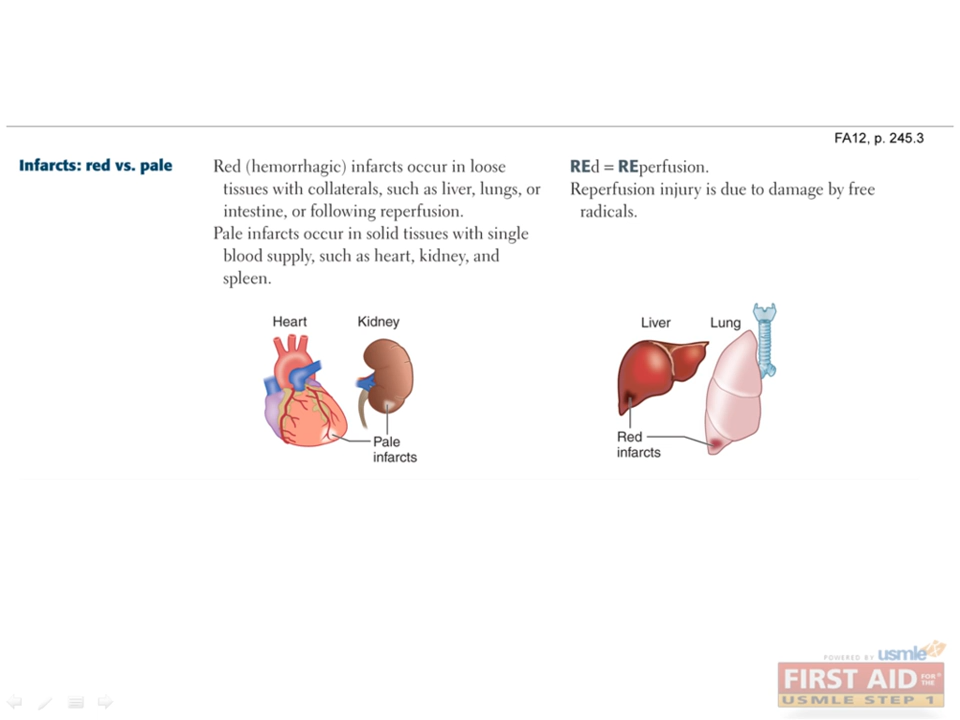 FA12, p. 245.3
Infarcts: red vs. pale
Red (hemorrhagic) infarcts occur in loose
tissues with collaterals, such as liver, lungs, or
intestine, or following reperfusion.
Pale infarcts occur in solid tissues with single
blood supply, such as heart, kidney, and
spleen.
REd = REperfusion.
Reperfusion injury is due to damage by free
radicals.
Heart
Kidney
Pale
infarcts
Liver
Lung
Red
infarcts
POWERED BY usmle
FIRST AID FOR THE®
USMLE STEP 1